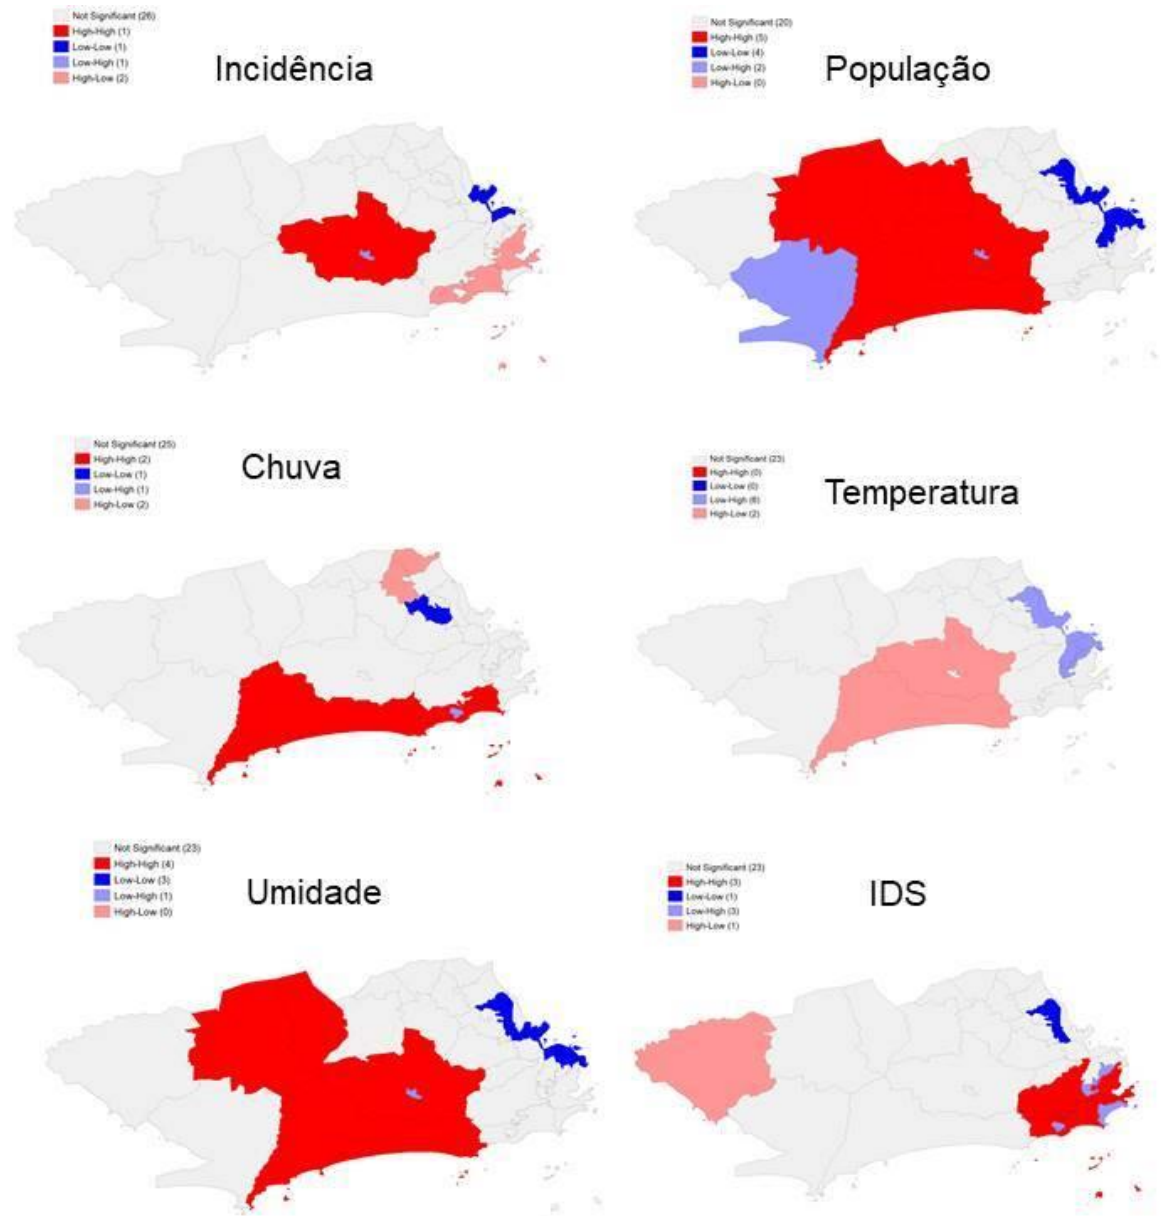 Not Significant (26)
High-High (1)
Low-Low (1)
Low-High (1)
High-Low (2)
Incidência
Not Significant (20)
High-High (5)
Low-Low (4)
Low-High (2)
High-Low (0)
População
Not Significant (25)
High-High (2)
Low-Low (1)
Low-High (1)
High-Low (2)
Chuva
Not Significant (23)
High-High (0)
Low-Low (0)
Low-High (6)
High-Low (2)
Temperatura
Not Significant (23)
High-High (4)
Low-Low (3)
Low-High (1)
High-Low (0)
Umidade
Not Significant (23)
High-High (3)
Low-Low (1)
Low-High (3)
High-Low (1)
IDS